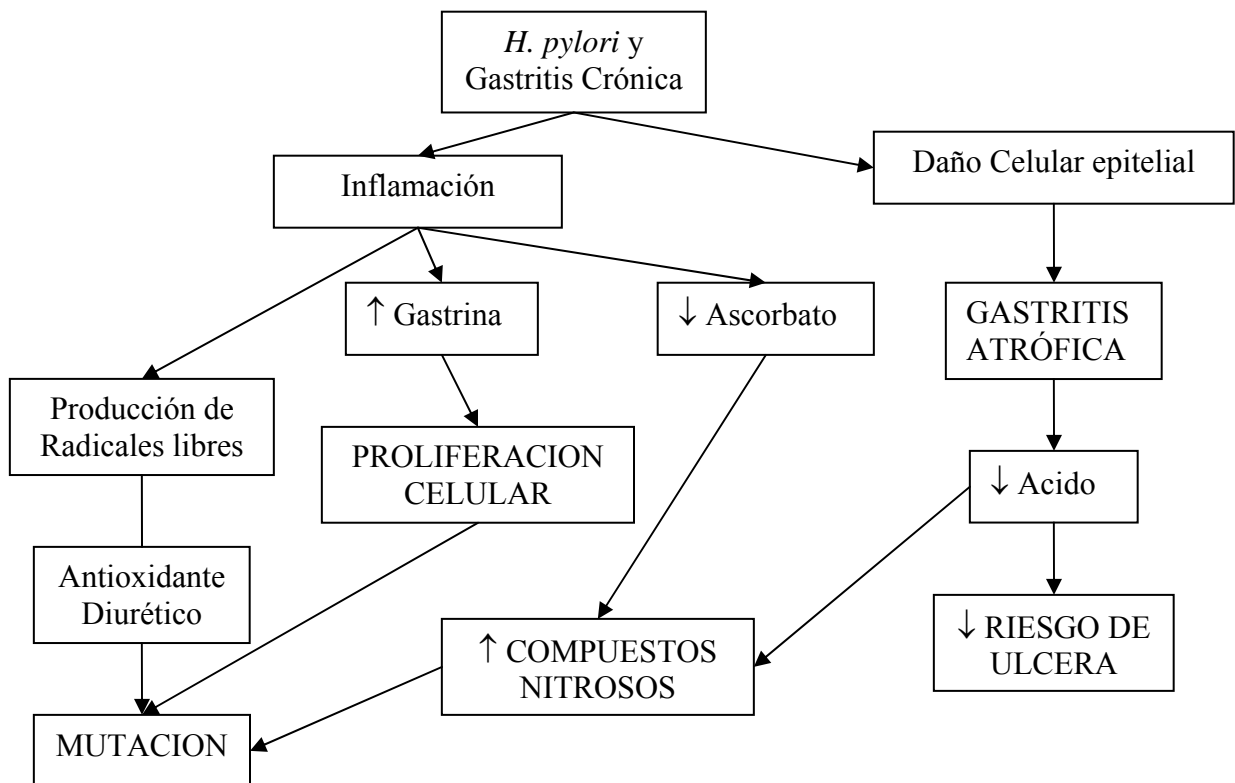 H. pylori y
Gastritis Crónica
Inflamación
Daño Celular epitelial
↑ Gastrina
↓ Ascorbato
GASTRITIS
ATRÓFICA
Producción de
Radicales libres
PROLIFERACION
CELULAR
↓ Acido
Antioxidante
Diurético
↑ COMPUESTOS
NITROSOS
↓ RIESGO DE
ULCERA
MUTACION